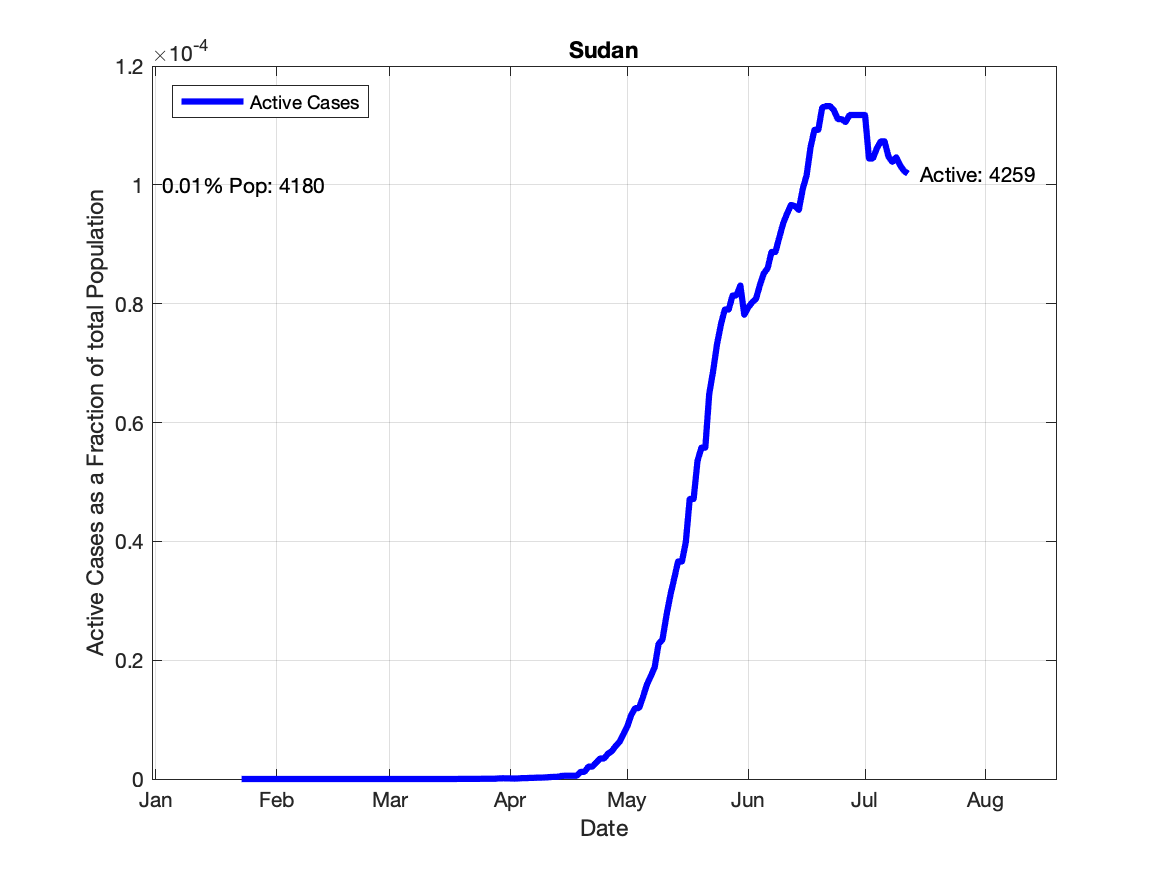 Sudan
×10-4
Active Cases
1.2
1
0.8
0.6
0.4
0.2
0
0.01% Pop: 4180
Active: 4259
Active Cases as a Fraction of total Population
Jan Feb Mar Apr May Jun Jul Aug
Date